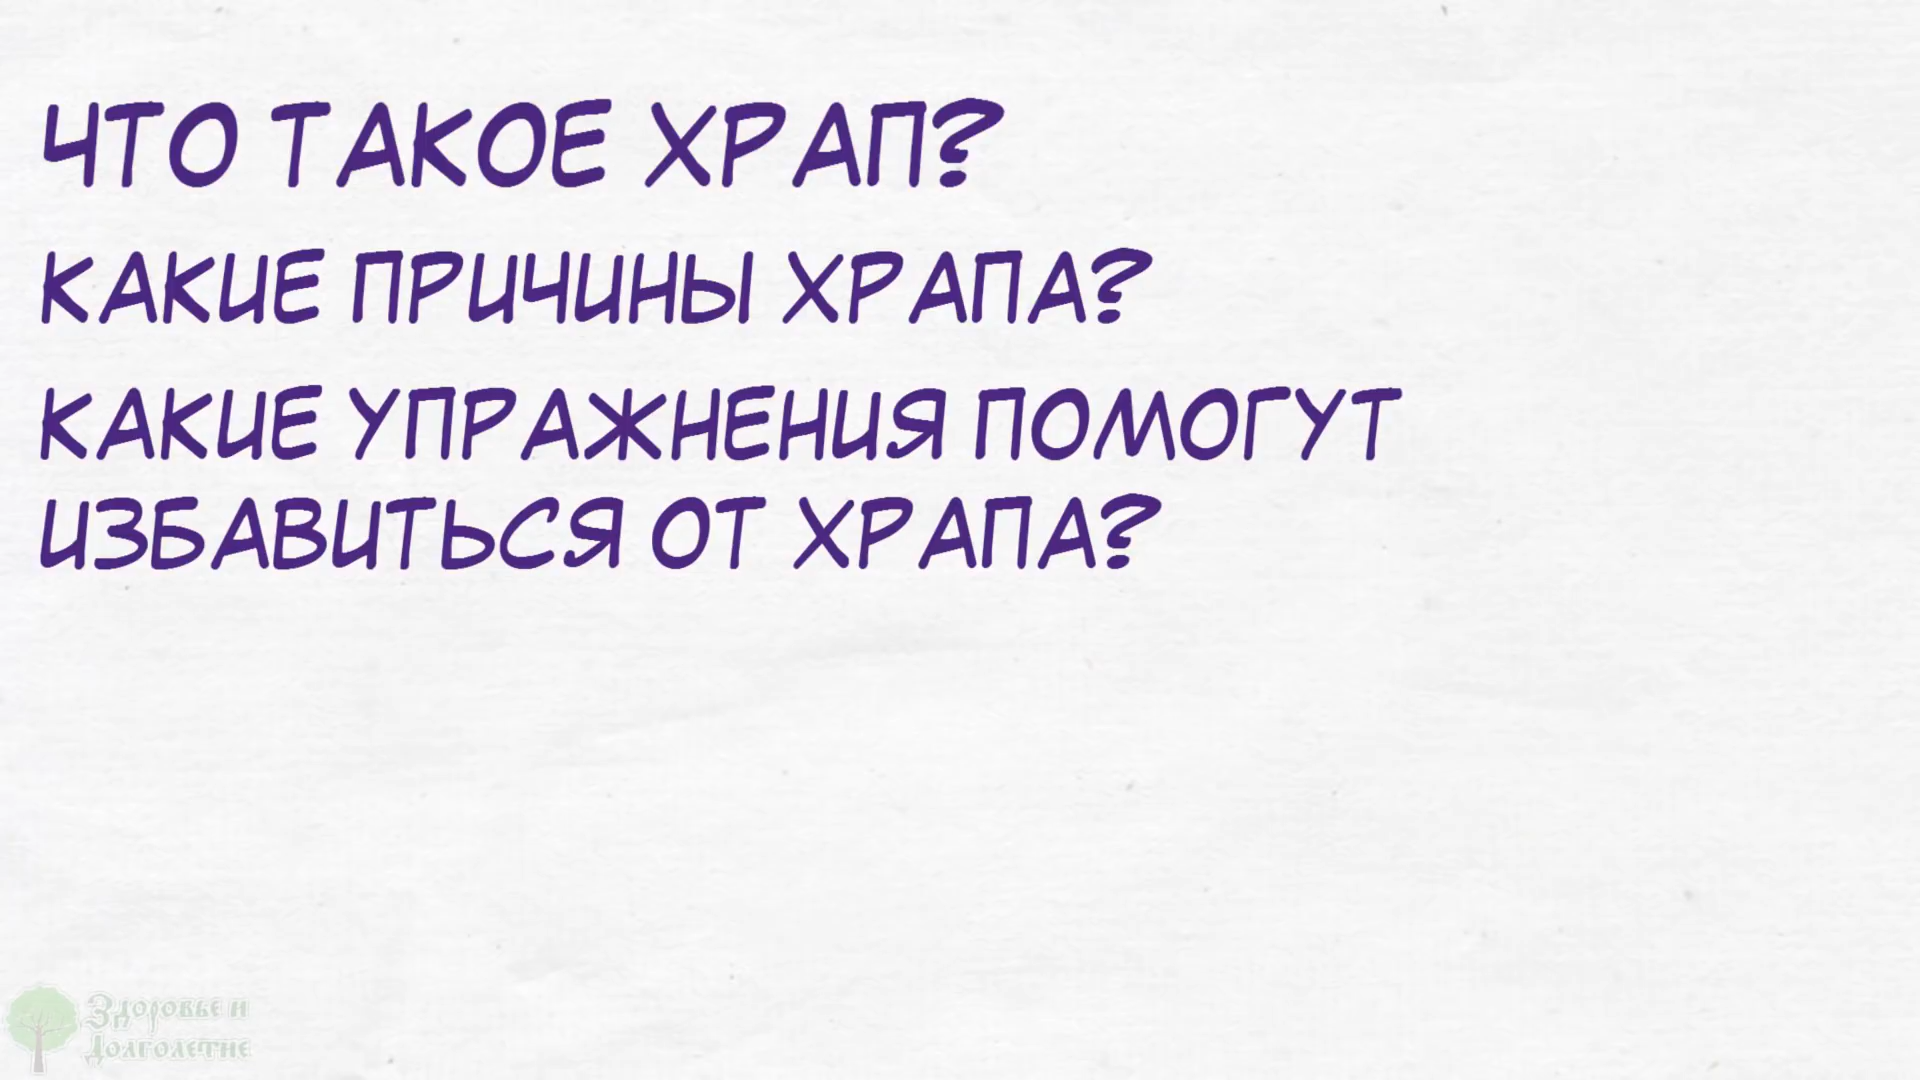 ЧТО ТАКОЕ ХРАП?
КАКИЕ ПРИЧИНЫ ХРАПА?
КАКИЕ УПРАЖНЕНИЯ ПОМОГУТ
ИЗБАВИТЬСЯ ОТ ХРАПА?
Здоровье и
Долголетие